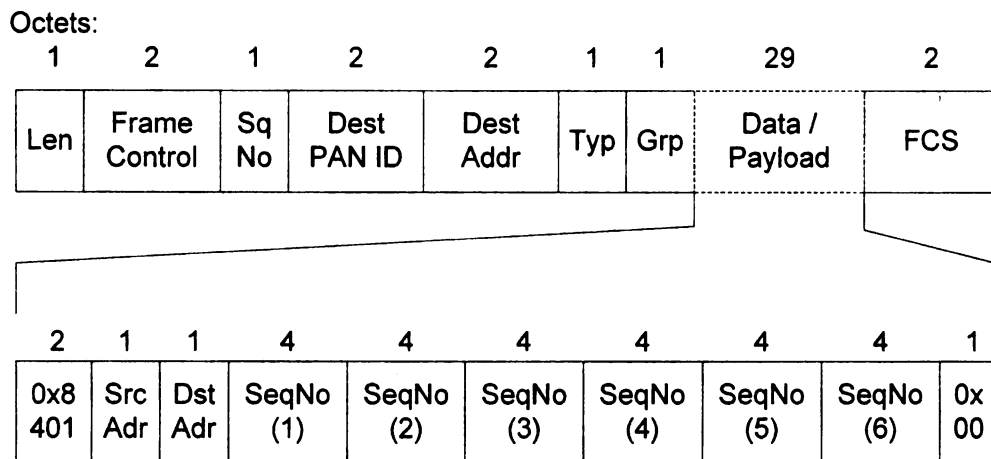 Octets:
1 2 1 2 2 1 1 29 2
Len Frame Control Sq No Dest PAN ID Dest Addr Typ Grp Data / Payload FCS
2 1 1 4 4 4 4 4 4 1
0x8 401 Src Adr Dst Adr SeqNo (1) SeqNo (2) SeqNo (3) SeqNo (4) SeqNo (5) SeqNo (6) 0x 00